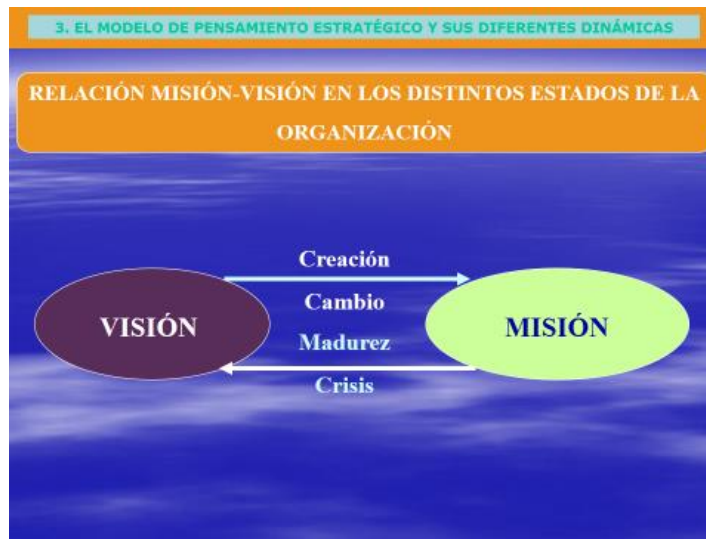 3. EL MODELO DE PENSAMIENTO ESTRATÉGICO Y SUS DIFERENTES DINÁMICAS
RELACIÓN MISIÓN-VISIÓN EN LOS DISTINTOS ESTADOS DE LA
ORGANIZACIÓN
Creación
Cambio
VISIÓN
MISIÓN
Madurez
Crisis